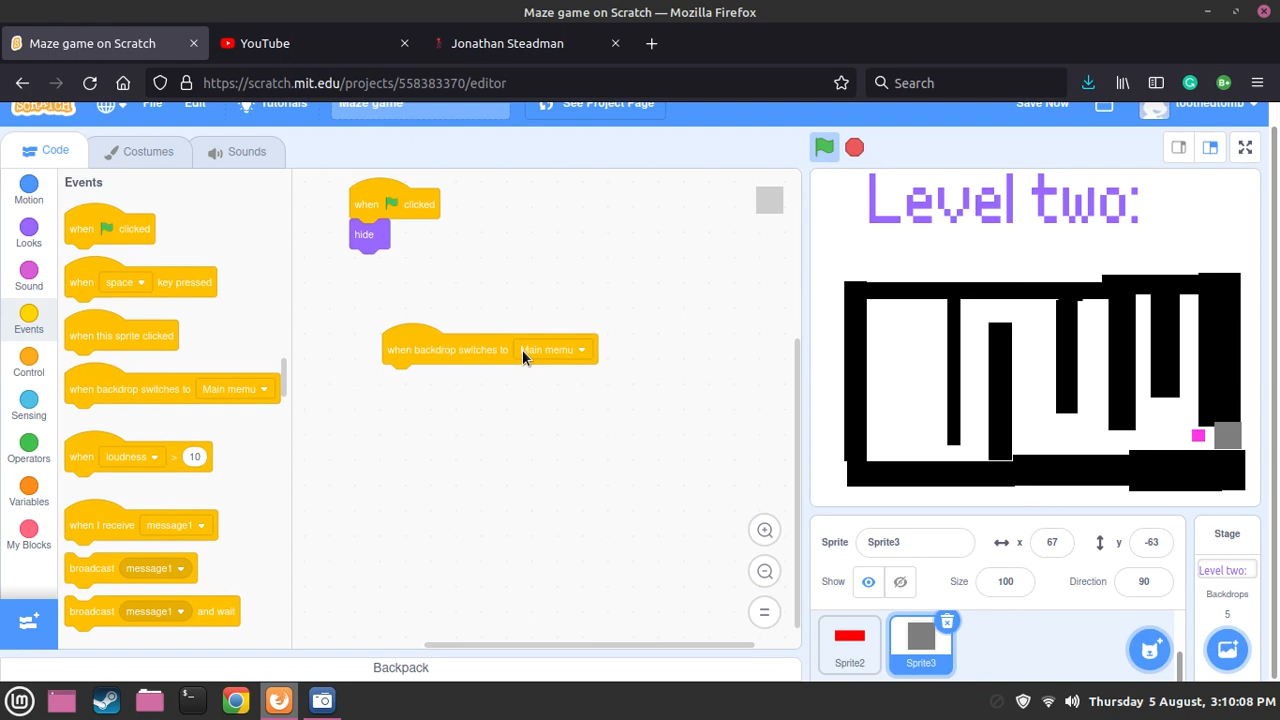 Maze game on Scratch — Mozilla Firefox
Maze game on Scratch
YouTube
Jonathan Steadman
https://scratch.mit.edu/projects/558383370/editor
Search
SCRATCH File Edit Tutorials Maze game See Project Page Save Now toothedtomb
Code Costumes Sounds
Motion
Looks
Sound
Events
Control
Sensing
Operators
Variables
My Blocks
Events
when clicked
when space key pressed
when this sprite clicked
when backdrop switches to Main memu
when loudness > 10
when I receive message1
broadcast message1
broadcast message1 and wait
when clicked
hide
when backdrop switches to Main memu
Backpack
Level two:
Sprite Sprite3 x 67 y -63
Show Size 100 Direction 90
Sprite2
Sprite3
Stage
Level two:
Backdrops
5
Thursday 5 August, 3:10:08 PM